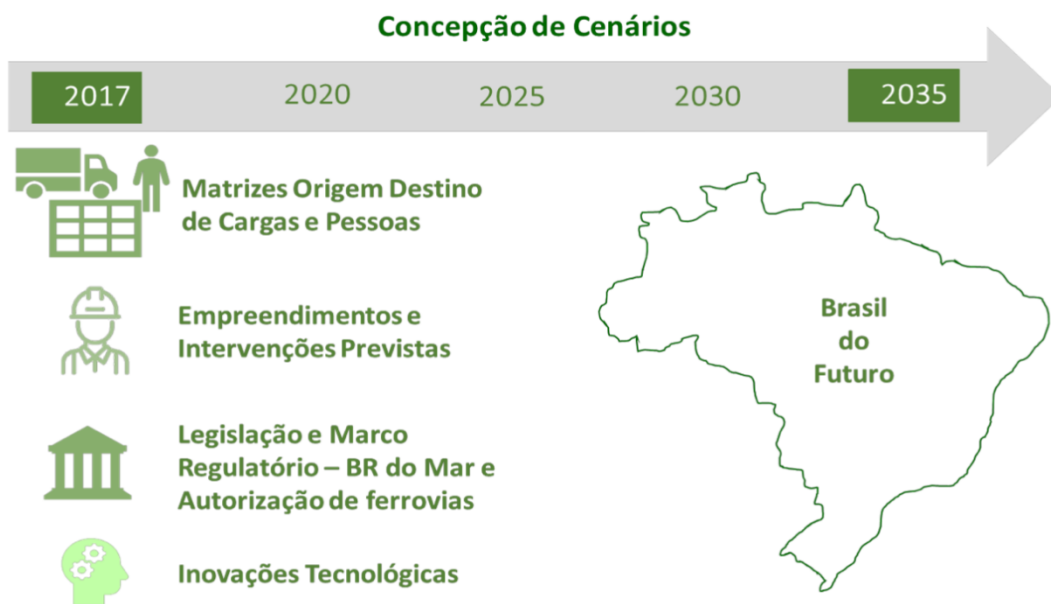 Concepção de Cenários
2017 2020 2025 2030 2035
Matrizes Origem Destino
de Cargas e Pessoas
Empreendimentos e
Intervenções Previstas
Legislação e Marco
Regulatório – BR do Mar e
Autorização de ferrovias
Inovações Tecnológicas
Brasil
do
Futuro